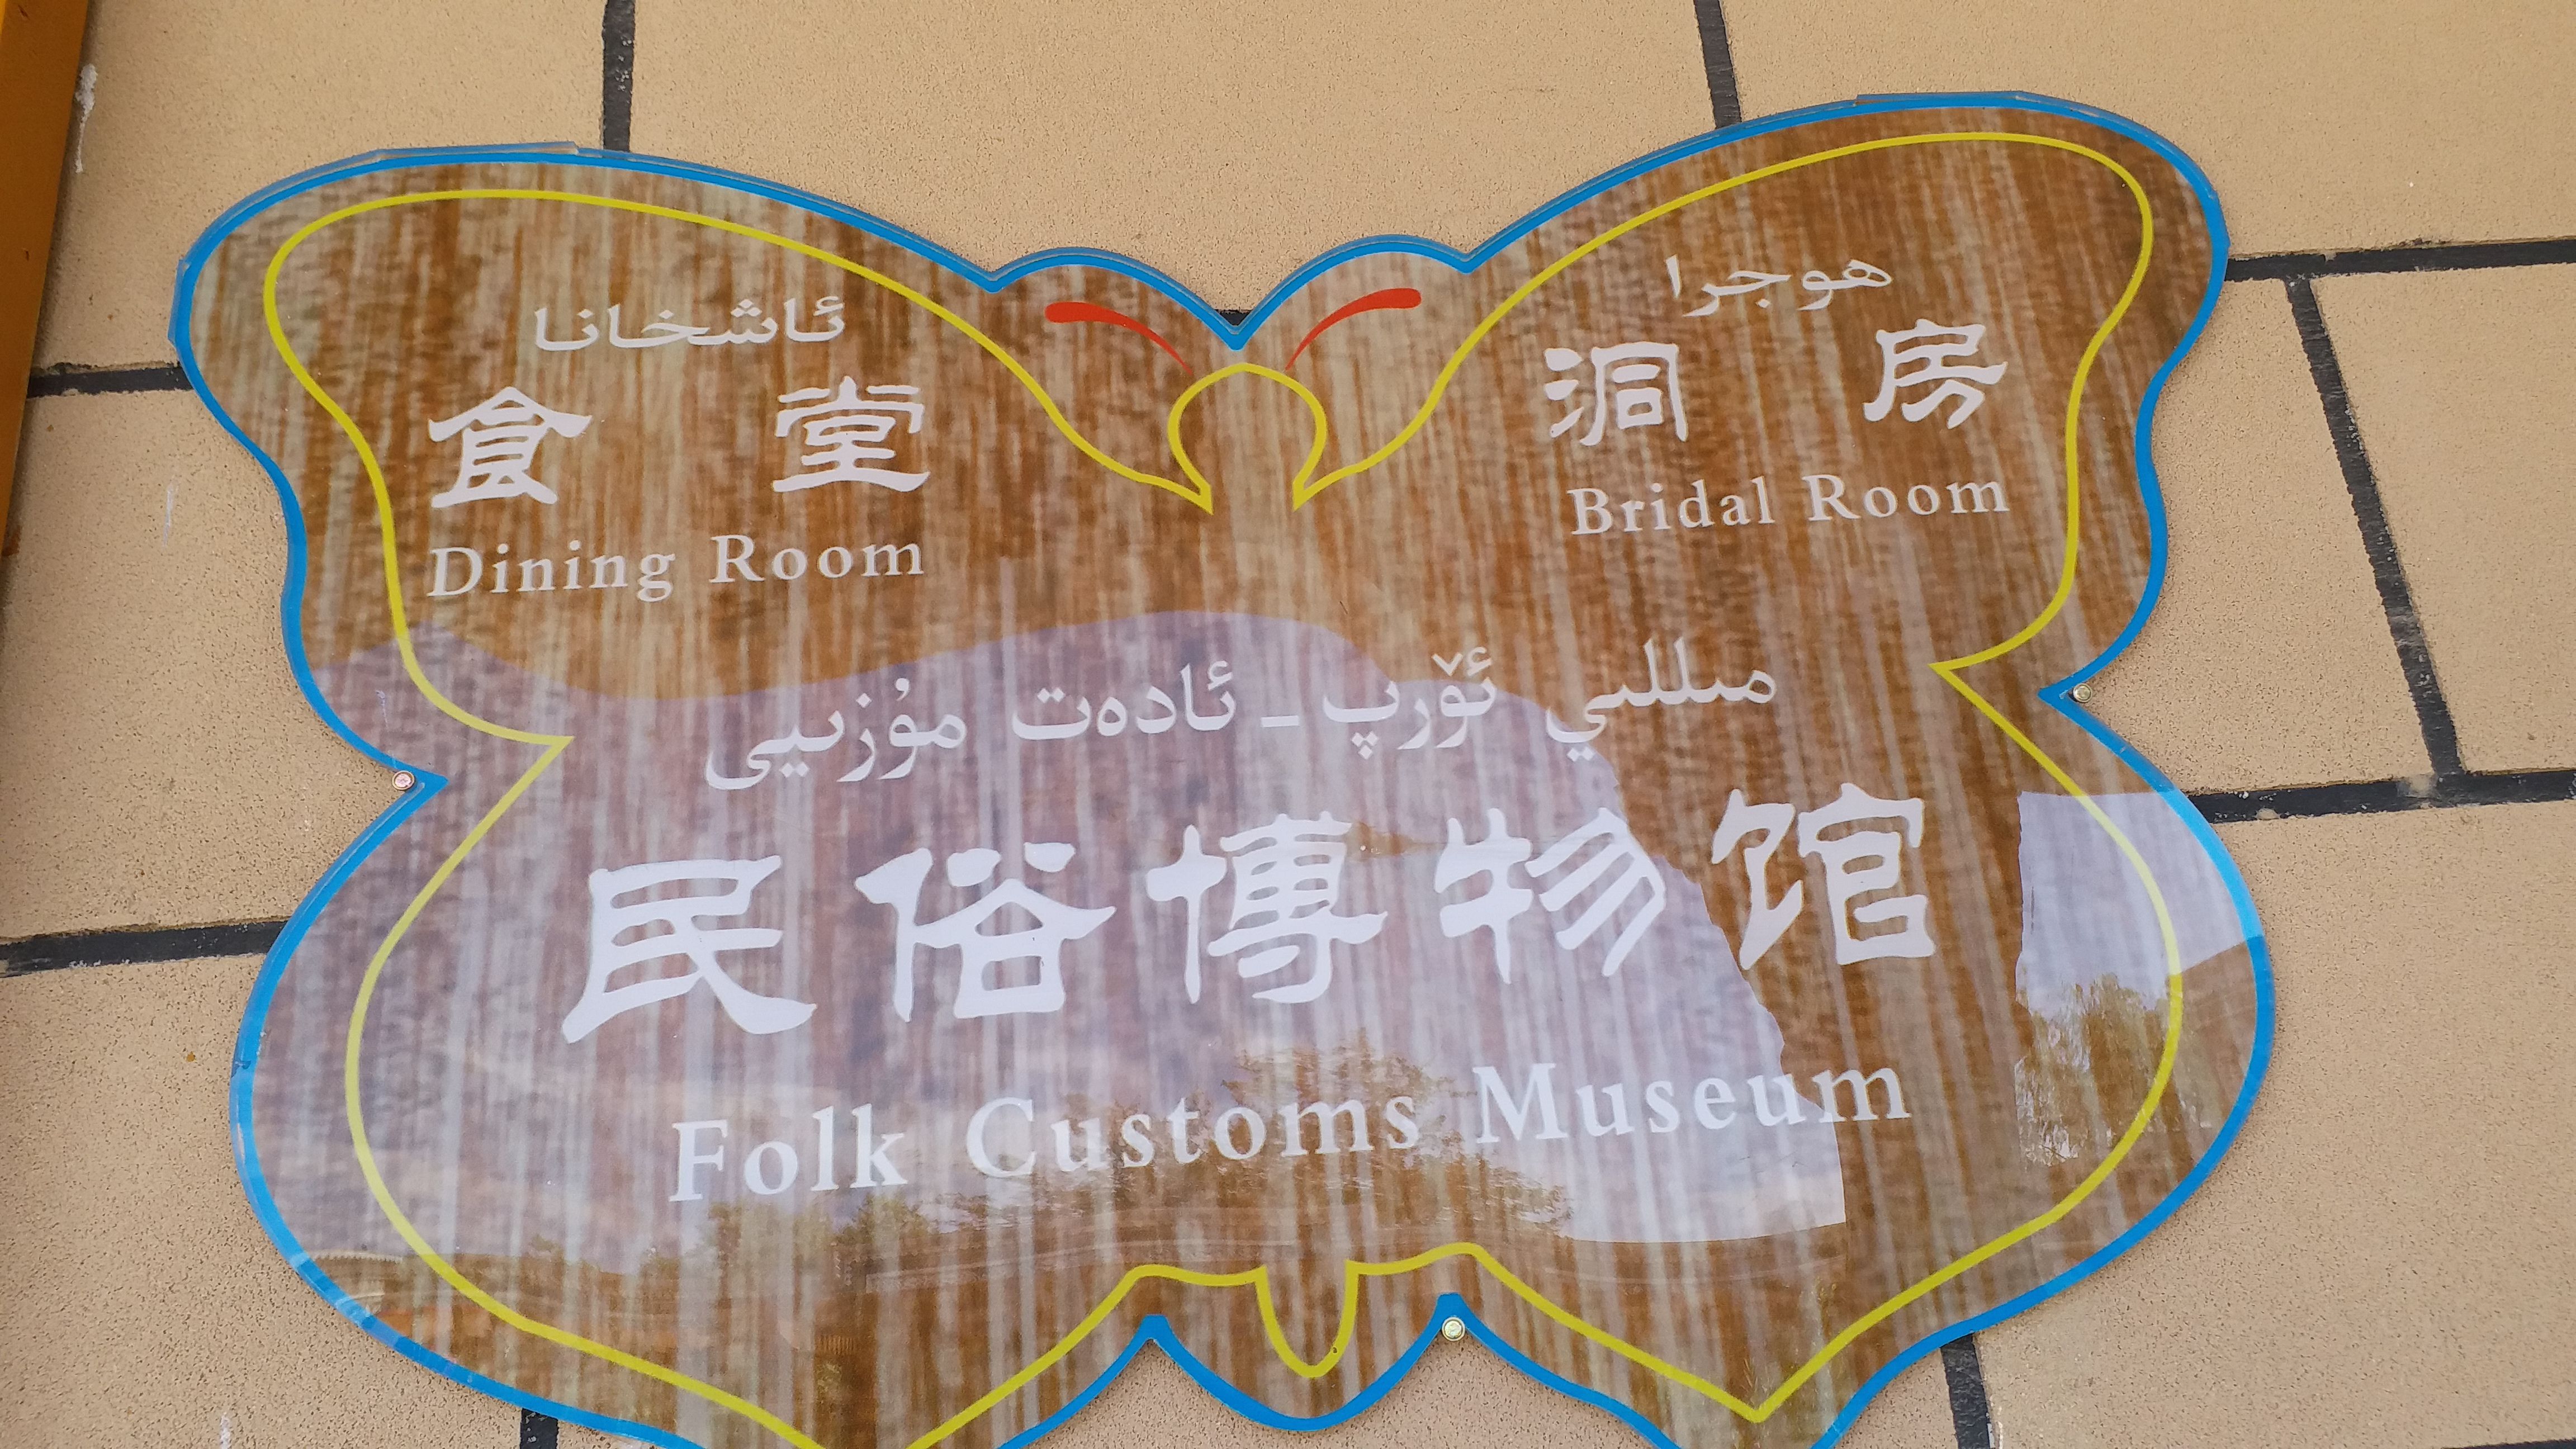 ئاشخانا
食堂
Dining Room
ھوجرا
洞房
Bridal Room
مىللىي ئۆرپ - ئادەت مۇزىيى
民俗博物馆
Folk Customs Museum